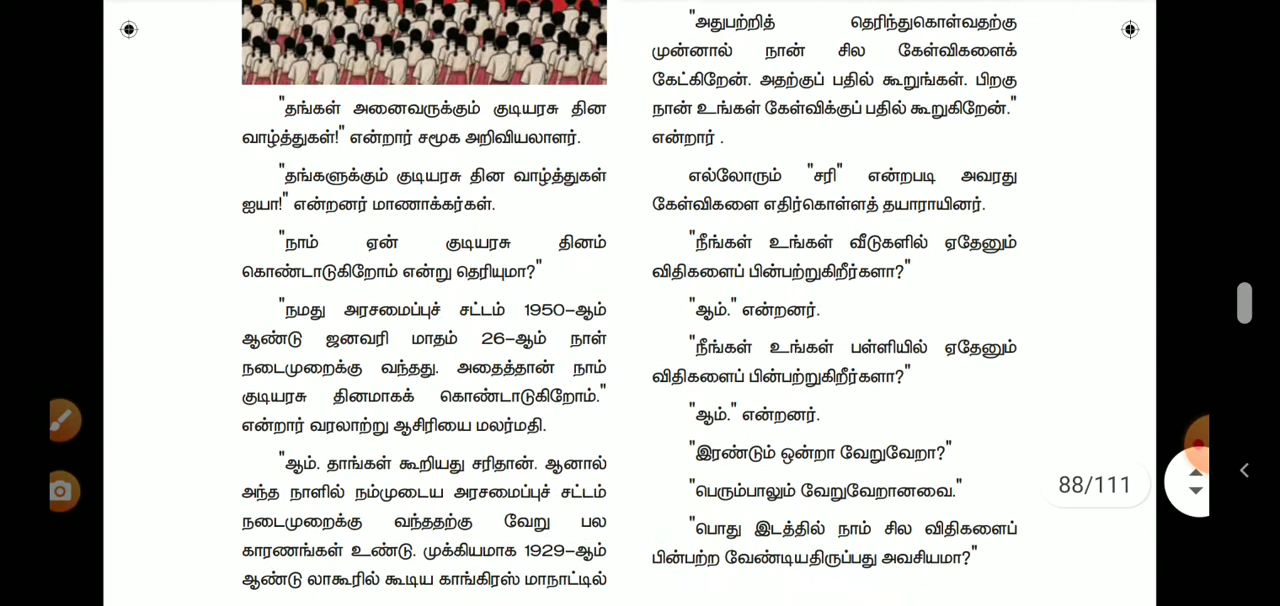 "தங்கள் அனைவருக்கும் குடியரசு தின
வாழ்த்துகள்!" என்றார் சமூக அறிவியலாளர்.
"தங்களுக்கும் குடியரசு தின வாழ்த்துகள்
ஐயா!" என்றனர் மாணாக்கர்கள்.
"நாம் ஏன் குடியரசு தினம்
கொண்டாடுகிறோம் என்று தெரியுமா?"
"நமது அரசமைப்புச் சட்டம் 1950–ஆம்
ஆண்டு ஜனவரி மாதம் 26–ஆம் நாள்
நடைமுறைக்கு வந்தது. அதைத்தான் நாம்
குடியரசு தினமாகக் கொண்டாடுகிறோம்."
என்றார் வரலாற்று ஆசிரியை மலர்மதி.
"ஆம். தாங்கள் கூறியது சரிதான். ஆனால்
அந்த நாளில் நம்முடைய அரசமைப்புச் சட்டம்
நடைமுறைக்கு வந்ததற்கு வேறு பல
காரணங்கள் உண்டு. முக்கியமாக 1929–ஆம்
ஆண்டு லாகூரில் கூடிய காங்கிரஸ் மாநாட்டில்
"அதுபற்றித் தெரிந்துகொள்வதற்கு
முன்னால் நான் சில கேள்விகளைக்
கேட்கிறேன். அதற்குப் பதில் கூறுங்கள். பிறகு
நான் உங்கள் கேள்விக்குப் பதில் கூறுகிறேன்."
என்றார் .
எல்லோரும் "சரி" என்றபடி அவரது
கேள்விகளை எதிர்கொள்ளத் தயாராயினர்.
"நீங்கள் உங்கள் வீடுகளில் ஏதேனும்
விதிகளைப் பின்பற்றுகிறீர்களா?"
"ஆம்." என்றனர்.
"நீங்கள் உங்கள் பள்ளியில் ஏதேனும்
விதிகளைப் பின்பற்றுகிறீர்களா?"
"ஆம்." என்றனர்.
"இரண்டும் ஒன்றா வேறுவேறா?"
"பெரும்பாலும் வேறுவேறானவை."
"பொது இடத்தில் நாம் சில விதிகளைப்
பின்பற்ற வேண்டியதிருப்பது அவசியமா?"
88/111